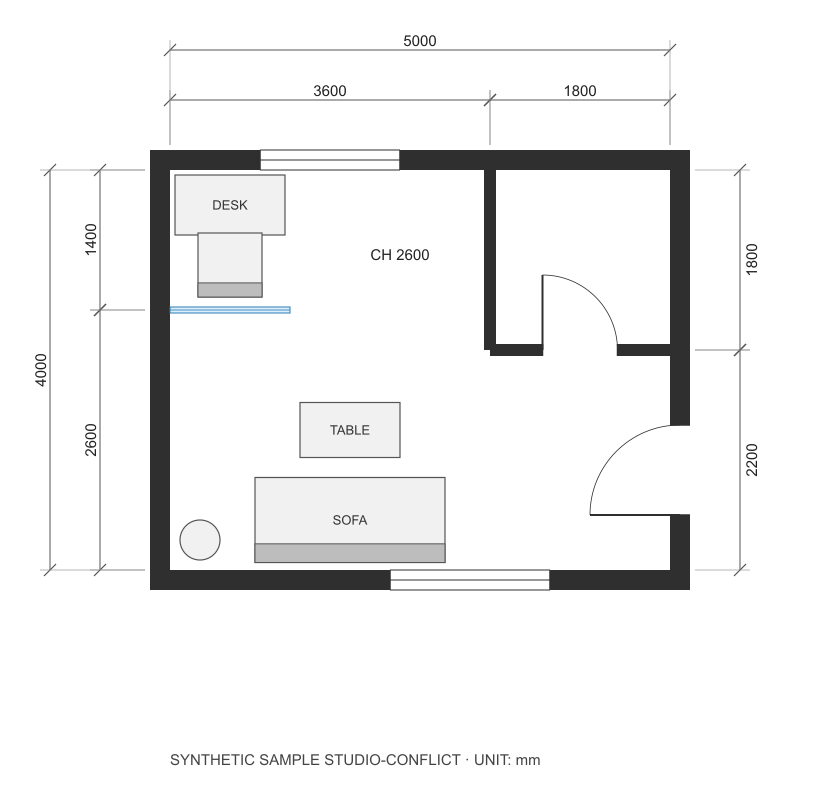 5000
3600 1800
DESK
1400
CH 2600
1800
4000
2600
TABLE
2200
SOFA
SYNTHETIC SAMPLE STUDIO-CONFLICT · UNIT: mm